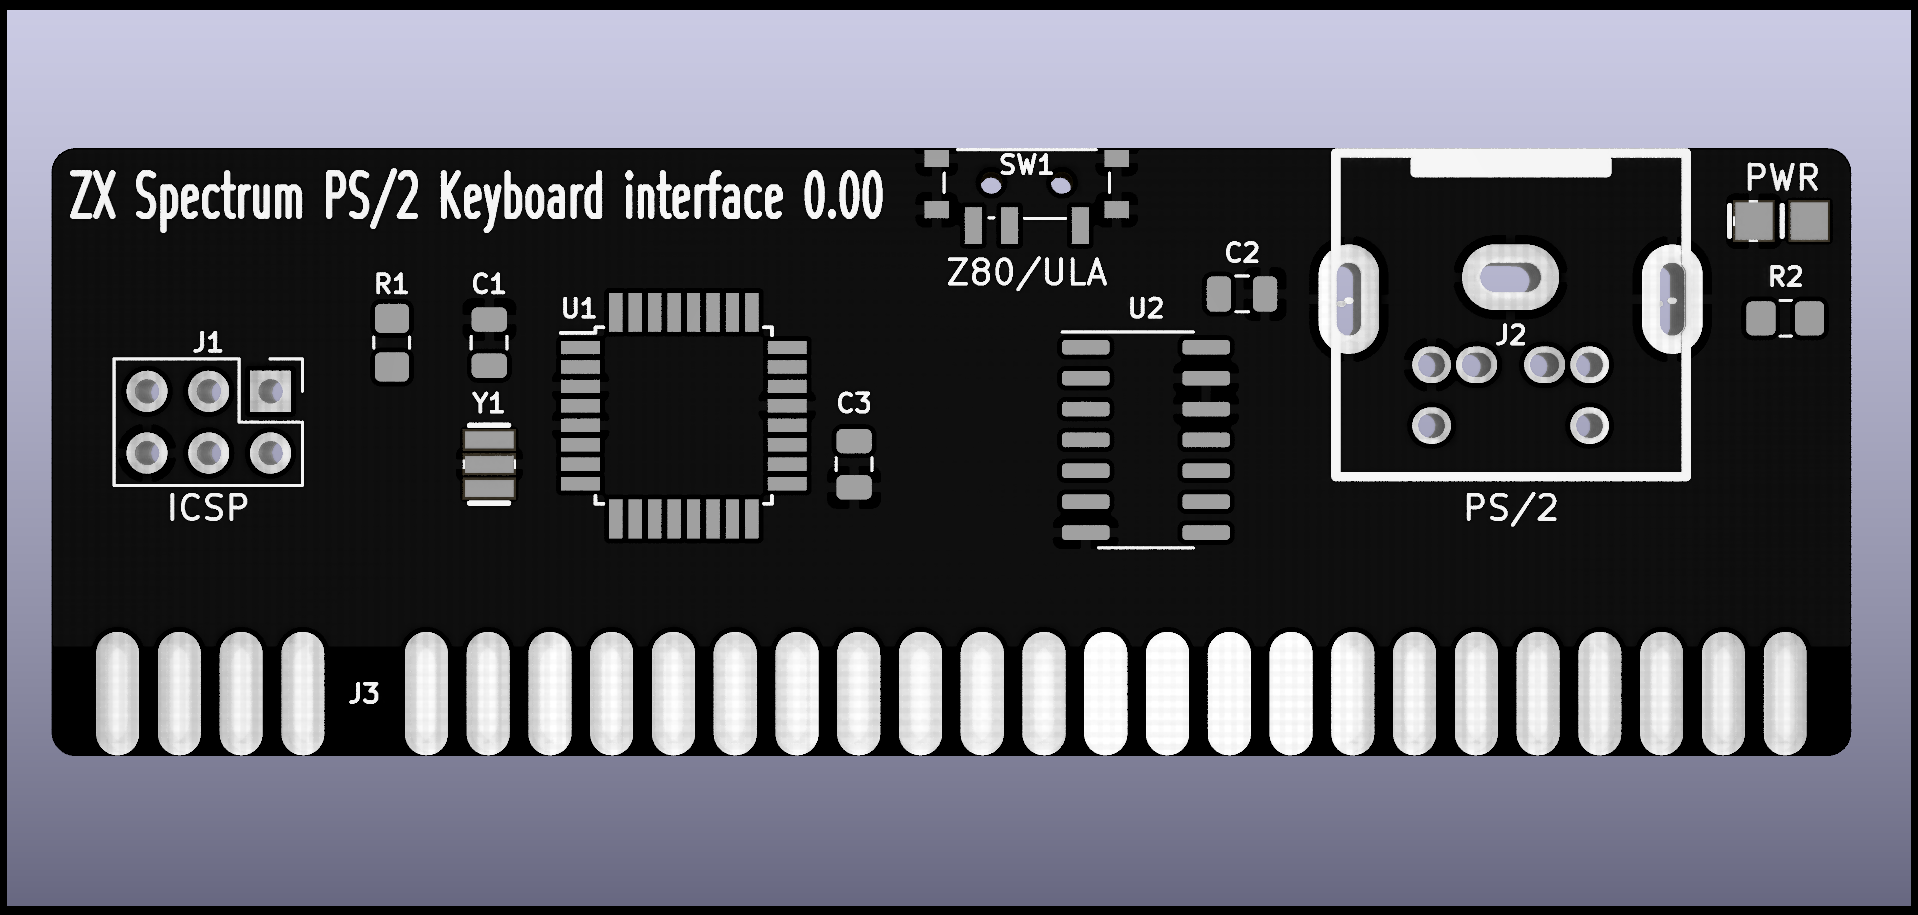 ZX Spectrum PS/2 Keyboard interface 0.00
SW1
Z80/ULA
PWR
R1
C1
U1
U2
C2
J2
R2
J1
Y1
C3
ICSP
PS/2
J3